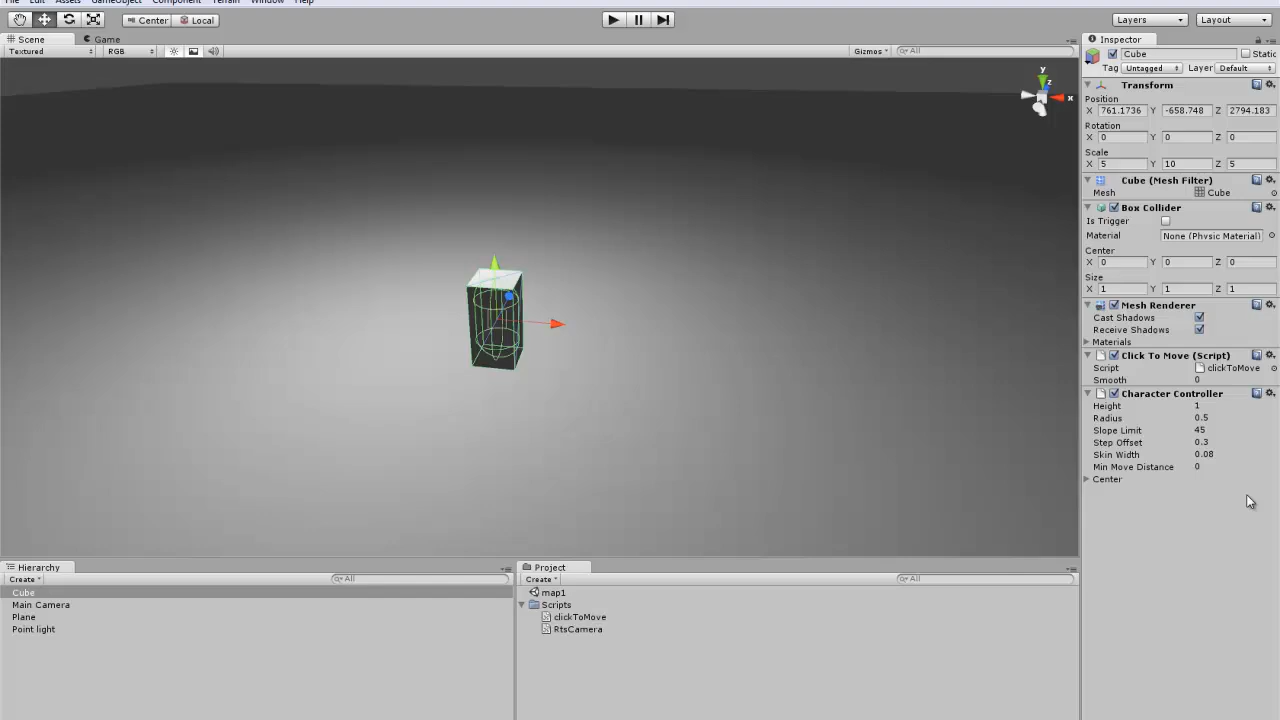 File Edit Assets GameObject Component Terrain Window Help
Center Local Layers Layout
Scene Game Inspector
Textured RGB Gizmos All
Cube Static
Tag Untagged Layer Default
Transform
Position
X 761.1736 Y -658.748 Z 2794.183
Rotation
X 0 Y 0 Z 0
Scale
X 5 Y 10 Z 5
Cube (Mesh Filter)
Mesh Cube
Box Collider
Is Trigger
Material None (Physic Material)
Center
X 0 Y 0 Z 0
Size
X 1 Y 1 Z 1
Mesh Renderer
Cast Shadows
Receive Shadows
Materials
Click To Move (Script)
Script clickToMove
Smooth 0
Character Controller
Height 1
Radius 0.5
Slope Limit 45
Step Offset 0.3
Skin Width 0.08
Min Move Distance 0
Center
y
z
x
Hierarchy
Create All
Cube
Main Camera
Plane
Point light
Project
Create All
map1
Scripts
clickToMove
RtsCamera